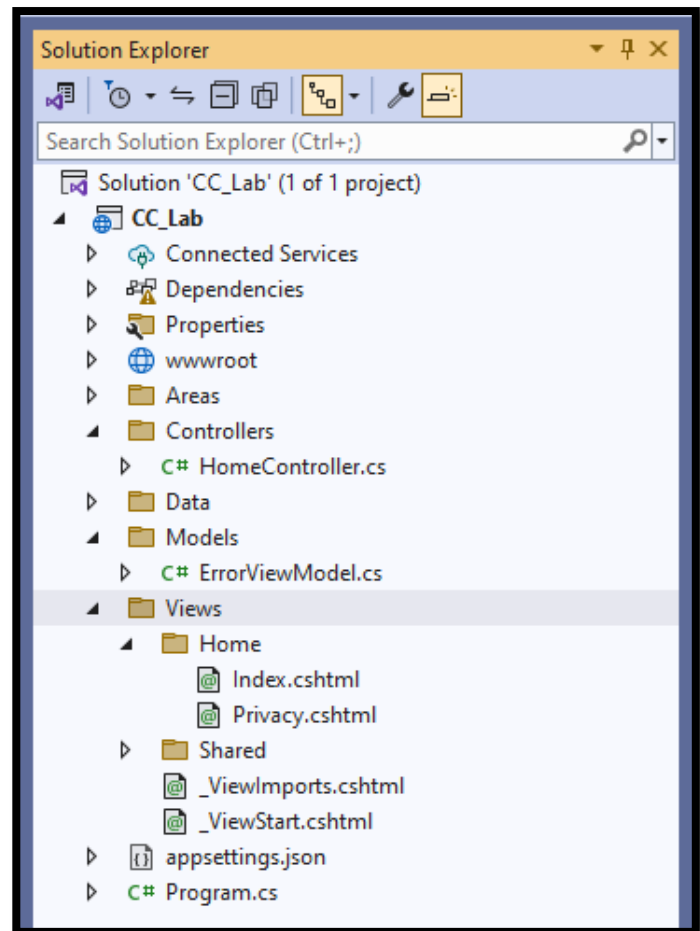 Solution Explorer
Search Solution Explorer (Ctrl+;)
Solution 'CC_Lab' (1 of 1 project)
CC_Lab
Connected Services
Dependencies
Properties
wwwroot
Areas
Controllers
C# HomeController.cs
Data
Models
C# ErrorViewModel.cs
Views
Home
Index.cshtml
Privacy.cshtml
Shared
_ViewImports.cshtml
_ViewStart.cshtml
appsettings.json
C# Program.cs